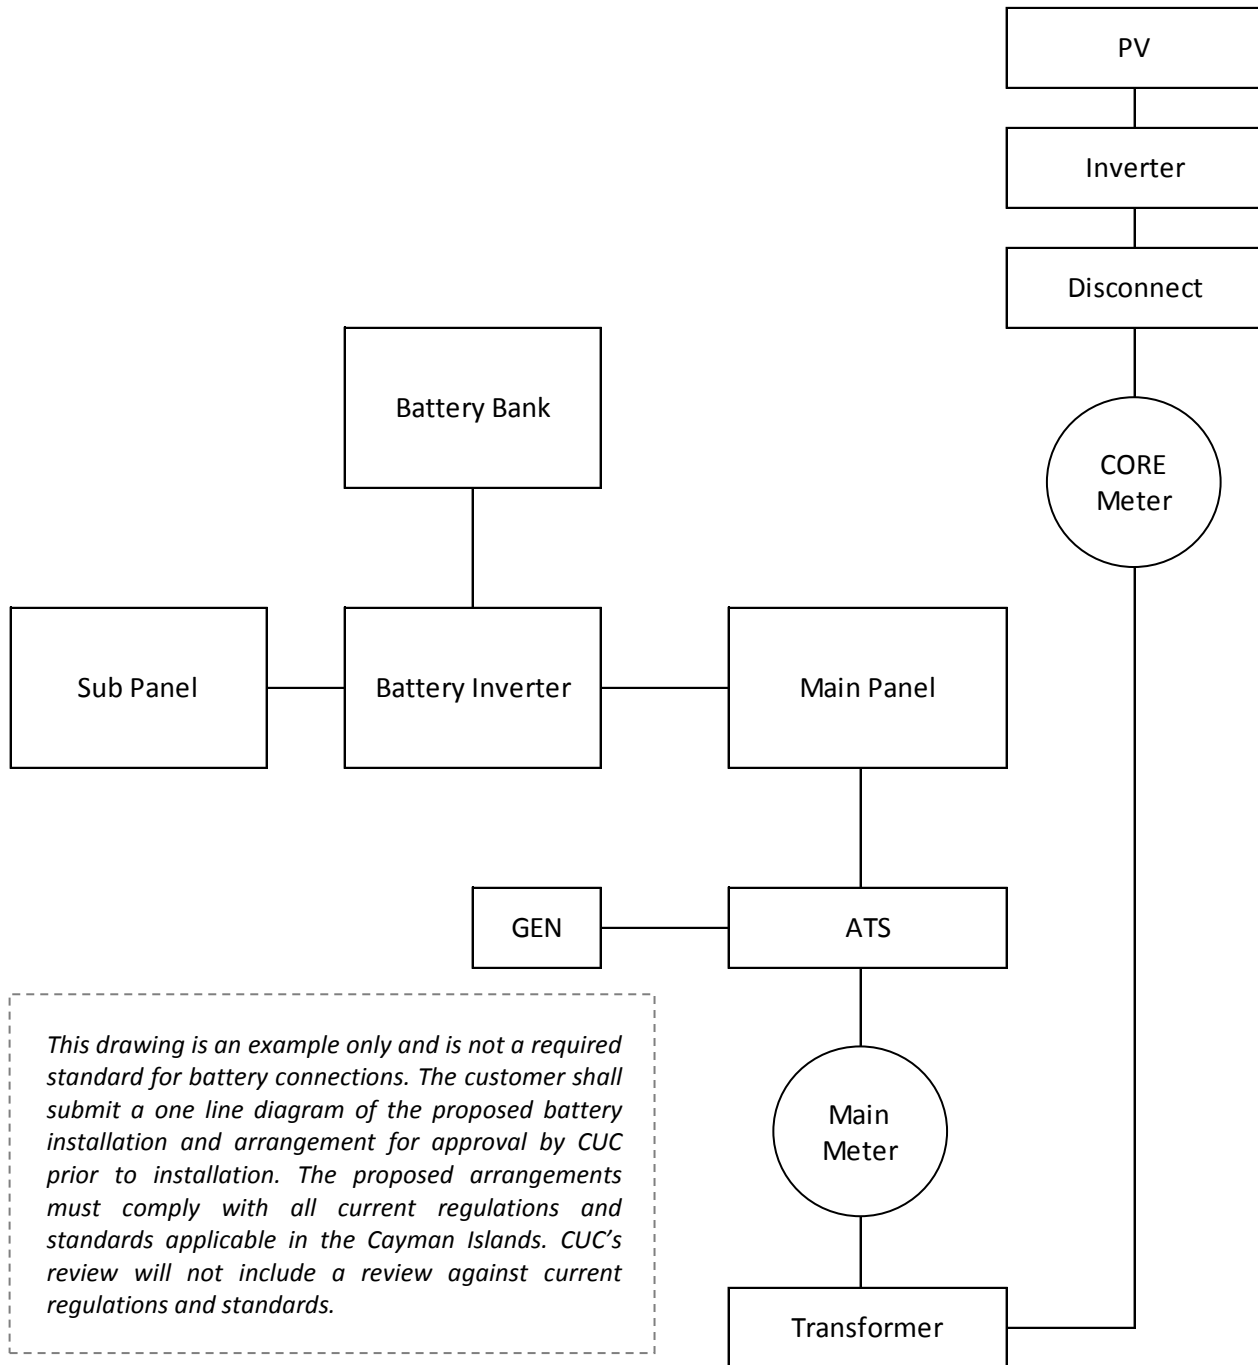 PV
Inverter
Disconnect
Battery Bank
CORE
Meter
Sub Panel
Battery Inverter
Main Panel
GEN
ATS
This drawing is an example only and is not a required
standard for battery connections. The customer shall
submit a one line diagram of the proposed battery
installation and arrangement for approval by CUC
prior to installation. The proposed arrangements
must comply with all current regulations and
standards applicable in the Cayman Islands. CUC’s
review will not include a review against current
regulations and standards.
Main
Meter
Transformer